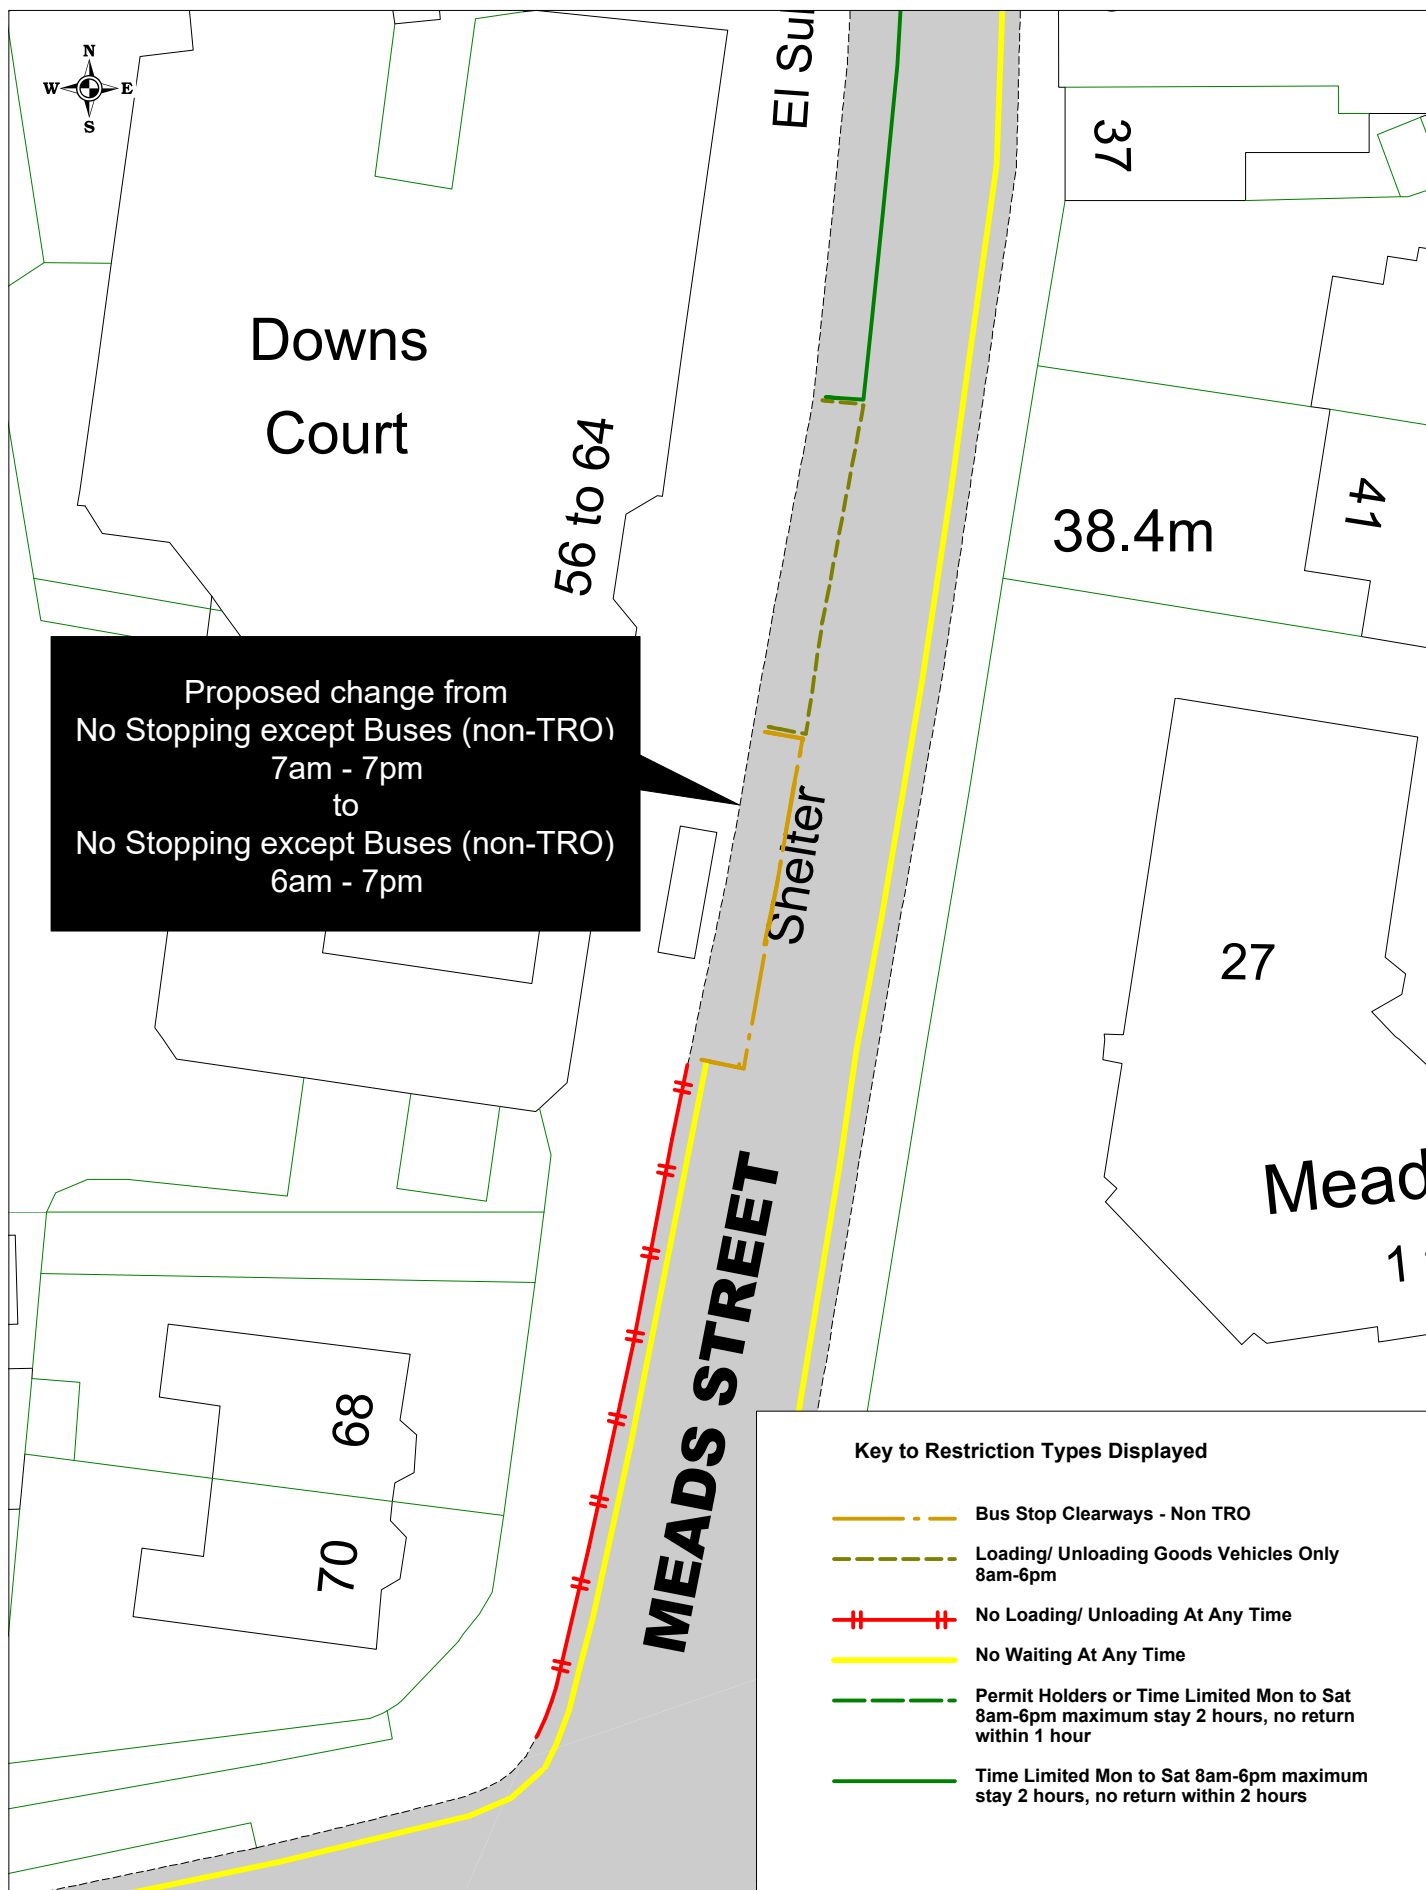 N
W E
S
El Su
37
Downs
Court
56 to 64
41
38.4m
Proposed change from
No Stopping except Buses (non-TRO)
7am - 7pm
to
No Stopping except Buses (non-TRO)
6am - 7pm
Shelter
27
Mead
1
MEADS STREET
68
70
Key to Restriction Types Displayed
Bus Stop Clearways - Non TRO
Loading/ Unloading Goods Vehicles Only
8am-6pm
No Loading/ Unloading At Any Time
No Waiting At Any Time
Permit Holders or Time Limited Mon to Sat
8am-6pm maximum stay 2 hours, no return
within 1 hour
Time Limited Mon to Sat 8am-6pm maximum
stay 2 hours, no return within 2 hours